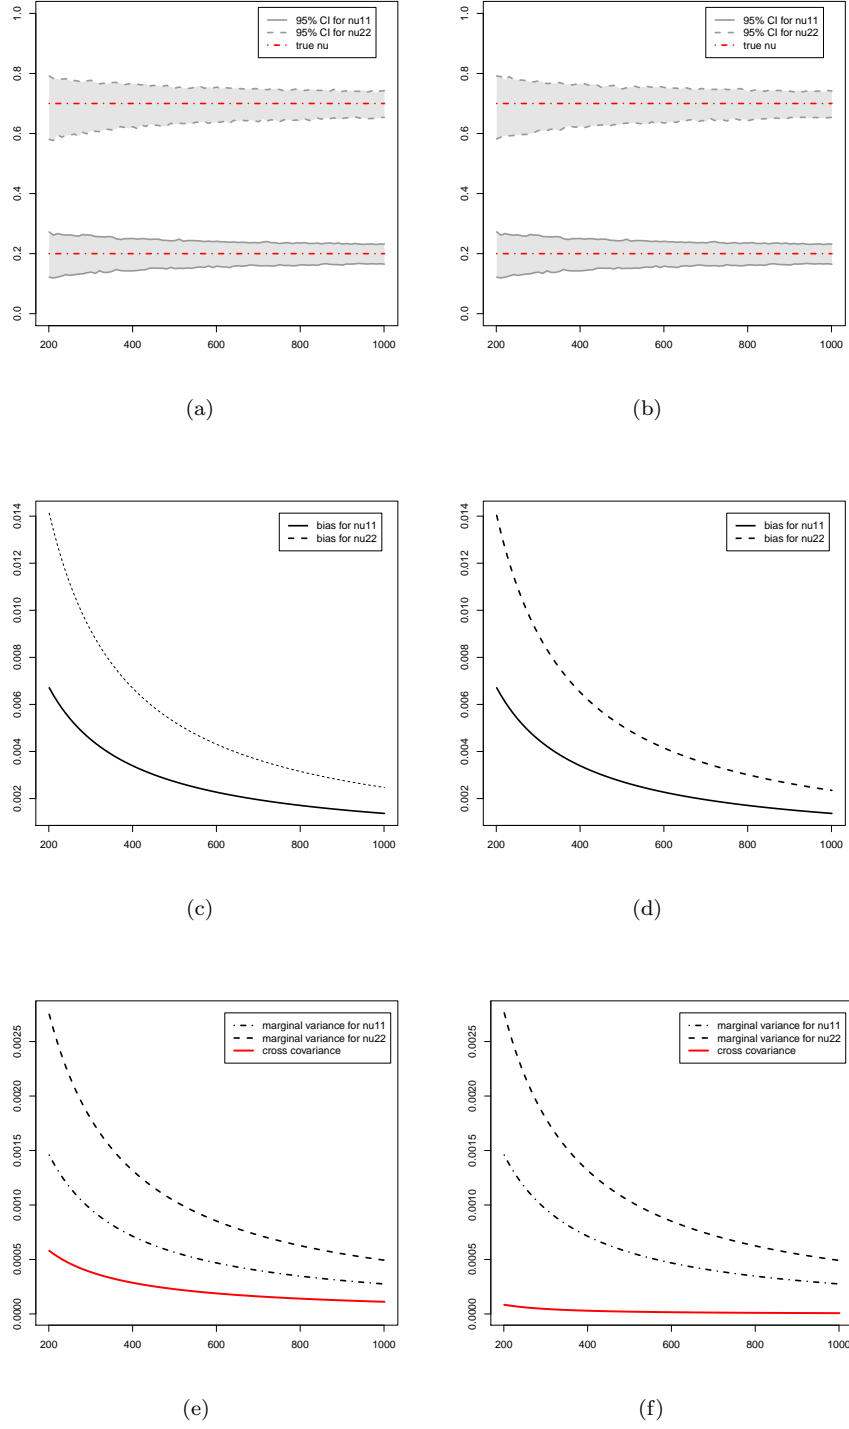 95% CI for nu11
95% CI for nu22
true nu
1.0
0.8
0.6
0.4
0.2
0.0
200 400 600 800 1000
(a)
95% CI for nu11
95% CI for nu22
true nu
1.0
0.8
0.6
0.4
0.2
0.0
200 400 600 800 1000
(b)
bias for nu11
bias for nu22
0.014
0.012
0.010
0.008
0.006
0.004
0.002
200 400 600 800 1000
(c)
bias for nu11
bias for nu22
0.014
0.012
0.010
0.008
0.006
0.004
0.002
200 400 600 800 1000
(d)
marginal variance for nu11
marginal variance for nu22
cross covariance
0.0025
0.0020
0.0015
0.0010
0.0005
0.0000
200 400 600 800 1000
(e)
marginal variance for nu11
marginal variance for nu22
cross covariance
0.0025
0.0020
0.0015
0.0010
0.0005
0.0000
200 400 600 800 1000
(f)